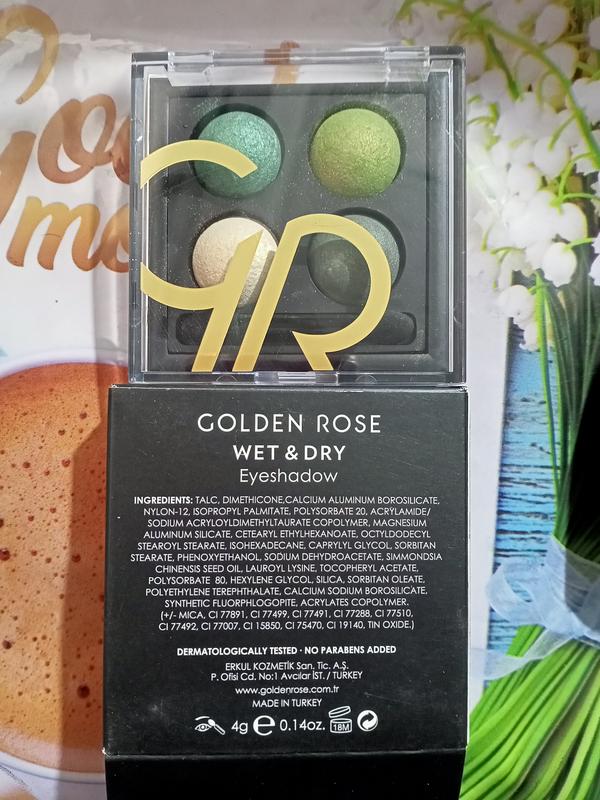 Good
mo
GR
GOLDEN ROSE
WET & DRY
Eyeshadow
INGREDIENTS: TALC, DIMETHICONE,CALCIUM ALUMINUM BOROSILICATE,
NYLON-12, ISOPROPYL PALMITATE, POLYSORBATE 20, ACRYLAMIDE/
SODIUM ACRYLOYLDIMETHYLTAURATE COPOLYMER, MAGNESIUM
ALUMINUM SILICATE, CETEARYL ETHYLHEXANOATE, OCTYLDODECYL
STEAROYL STEARATE, ISOHEXADECANE, CAPRYLYL GLYCOL, SORBITAN
STEARATE, PHENOXYETHANOL, SODIUM DEHYDROACETATE, SIMMONDSIA
CHINENSIS SEED OIL, LAUROYL LYSINE, TOCOPHERYL ACETATE,
POLYSORBATE 80, HEXYLENE GLYCOL, SILICA, SORBITAN OLEATE,
POLYETHYLENE TEREPHTHALATE, CALCIUM SODIUM BOROSILICATE,
SYNTHETIC FLUORPHLOGOPITE, ACRYLATES COPOLYMER.
(+/- MICA, CI 77891, CI 77499, CI 77491, CI 77288, CI 77510,
CI 77492, CI 77007, CI 15850, CI 75470, CI 19140, TIN OXIDE.)
DERMATOLOGICALLY TESTED · NO PARABENS ADDED
ERKUL KOZMETİK San. Tic. A.Ş.
P. Ofisi Cd. No:1 Avcılar İST. / TURKEY
www.goldenrose.com.tr
MADE IN TURKEY
4g e 0.14oz. 18M